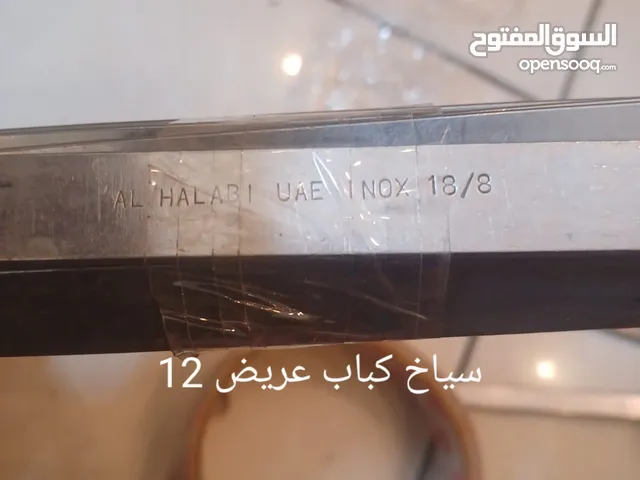 السوق المفتوح
opensooq.com
AL HALABI UAE INOX 18/8
سياخ كباب عريض 12